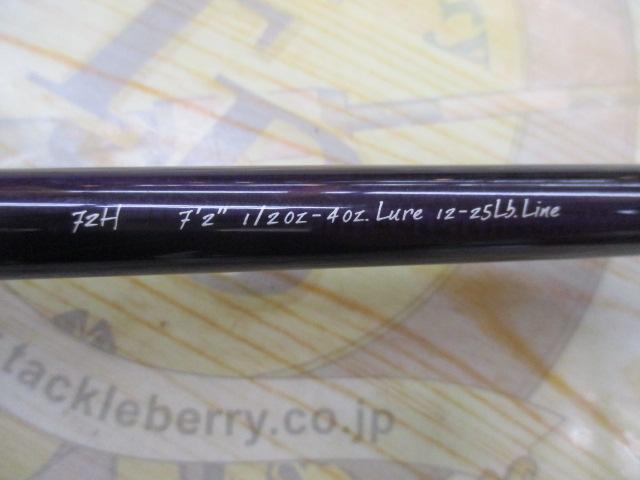 72H 7'2" 1/2oz-4oz. Lure 12-25Lb. Line
.tackleberry.co.jp